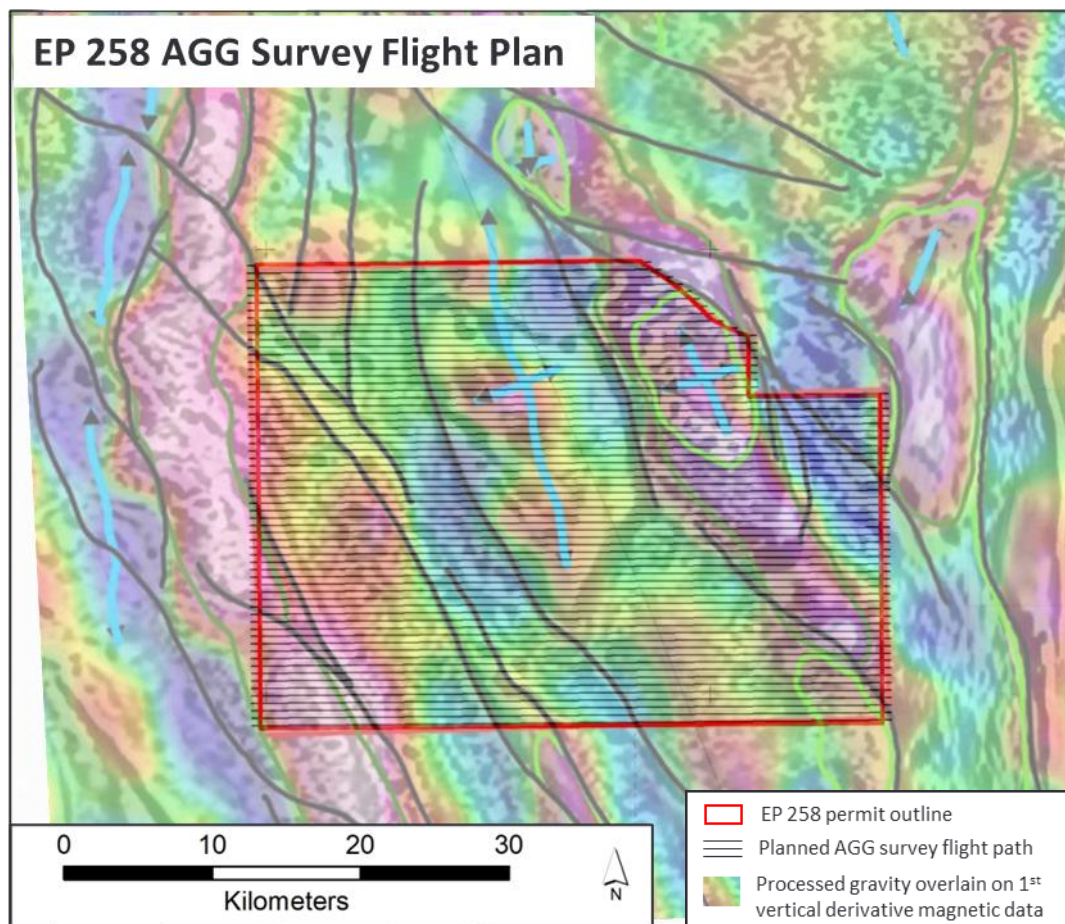 EP 258 AGG Survey Flight Plan
0 10 20 30
Kilometers
N
EP 258 permit outline
Planned AGG survey flight path
Processed gravity overlain on 1st
vertical derivative magnetic data